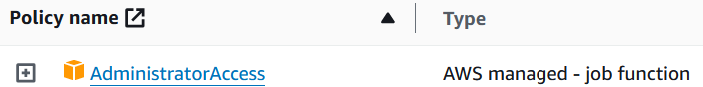 Policy name Type
AdministratorAccess AWS managed - job function